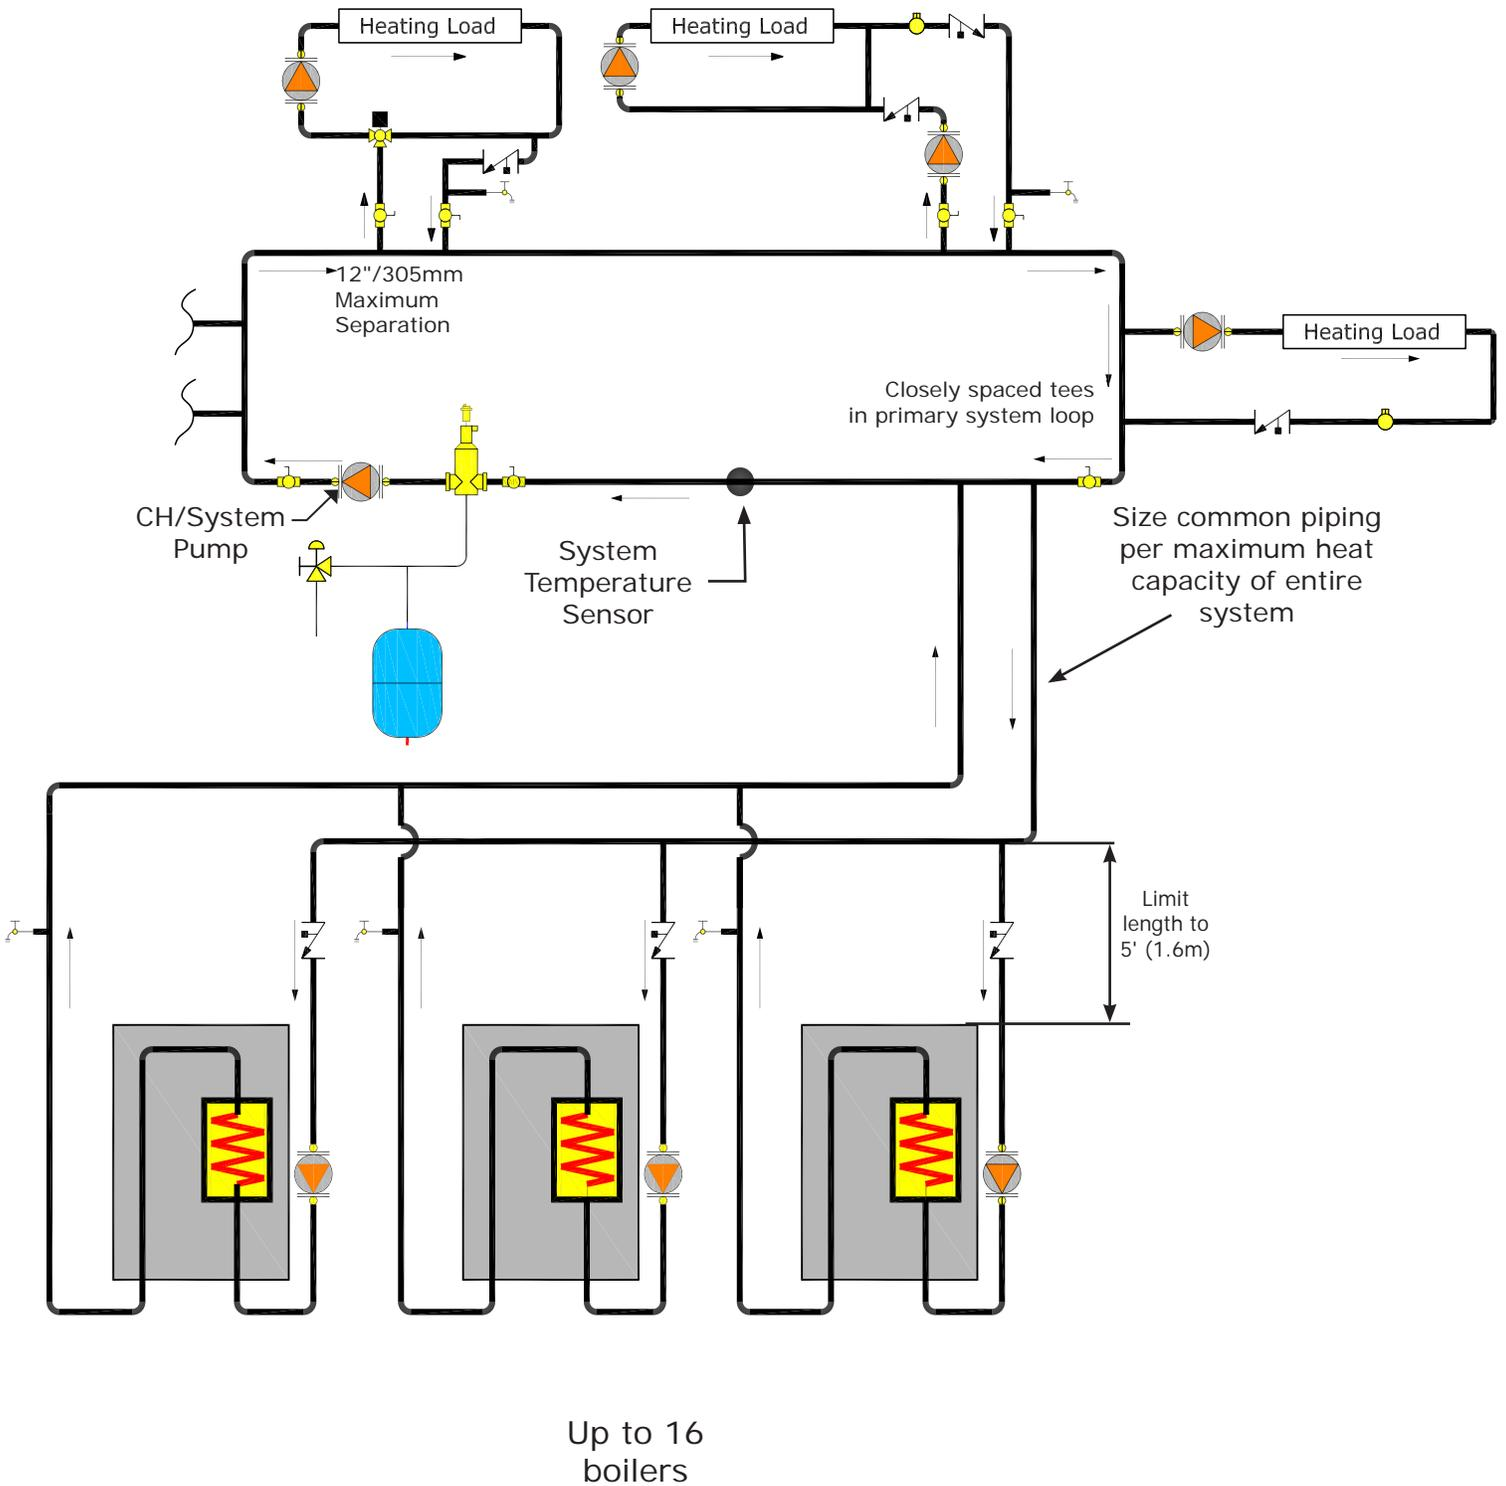 Heating Load
Heating Load
12"/305mm
Maximum
Separation
Heating Load
Closely spaced tees
in primary system loop
CH/System
Pump
System
Temperature
Sensor
Size common piping
per maximum heat
capacity of entire
system
Limit
length to
5' (1.6m)
Up to 16
boilers